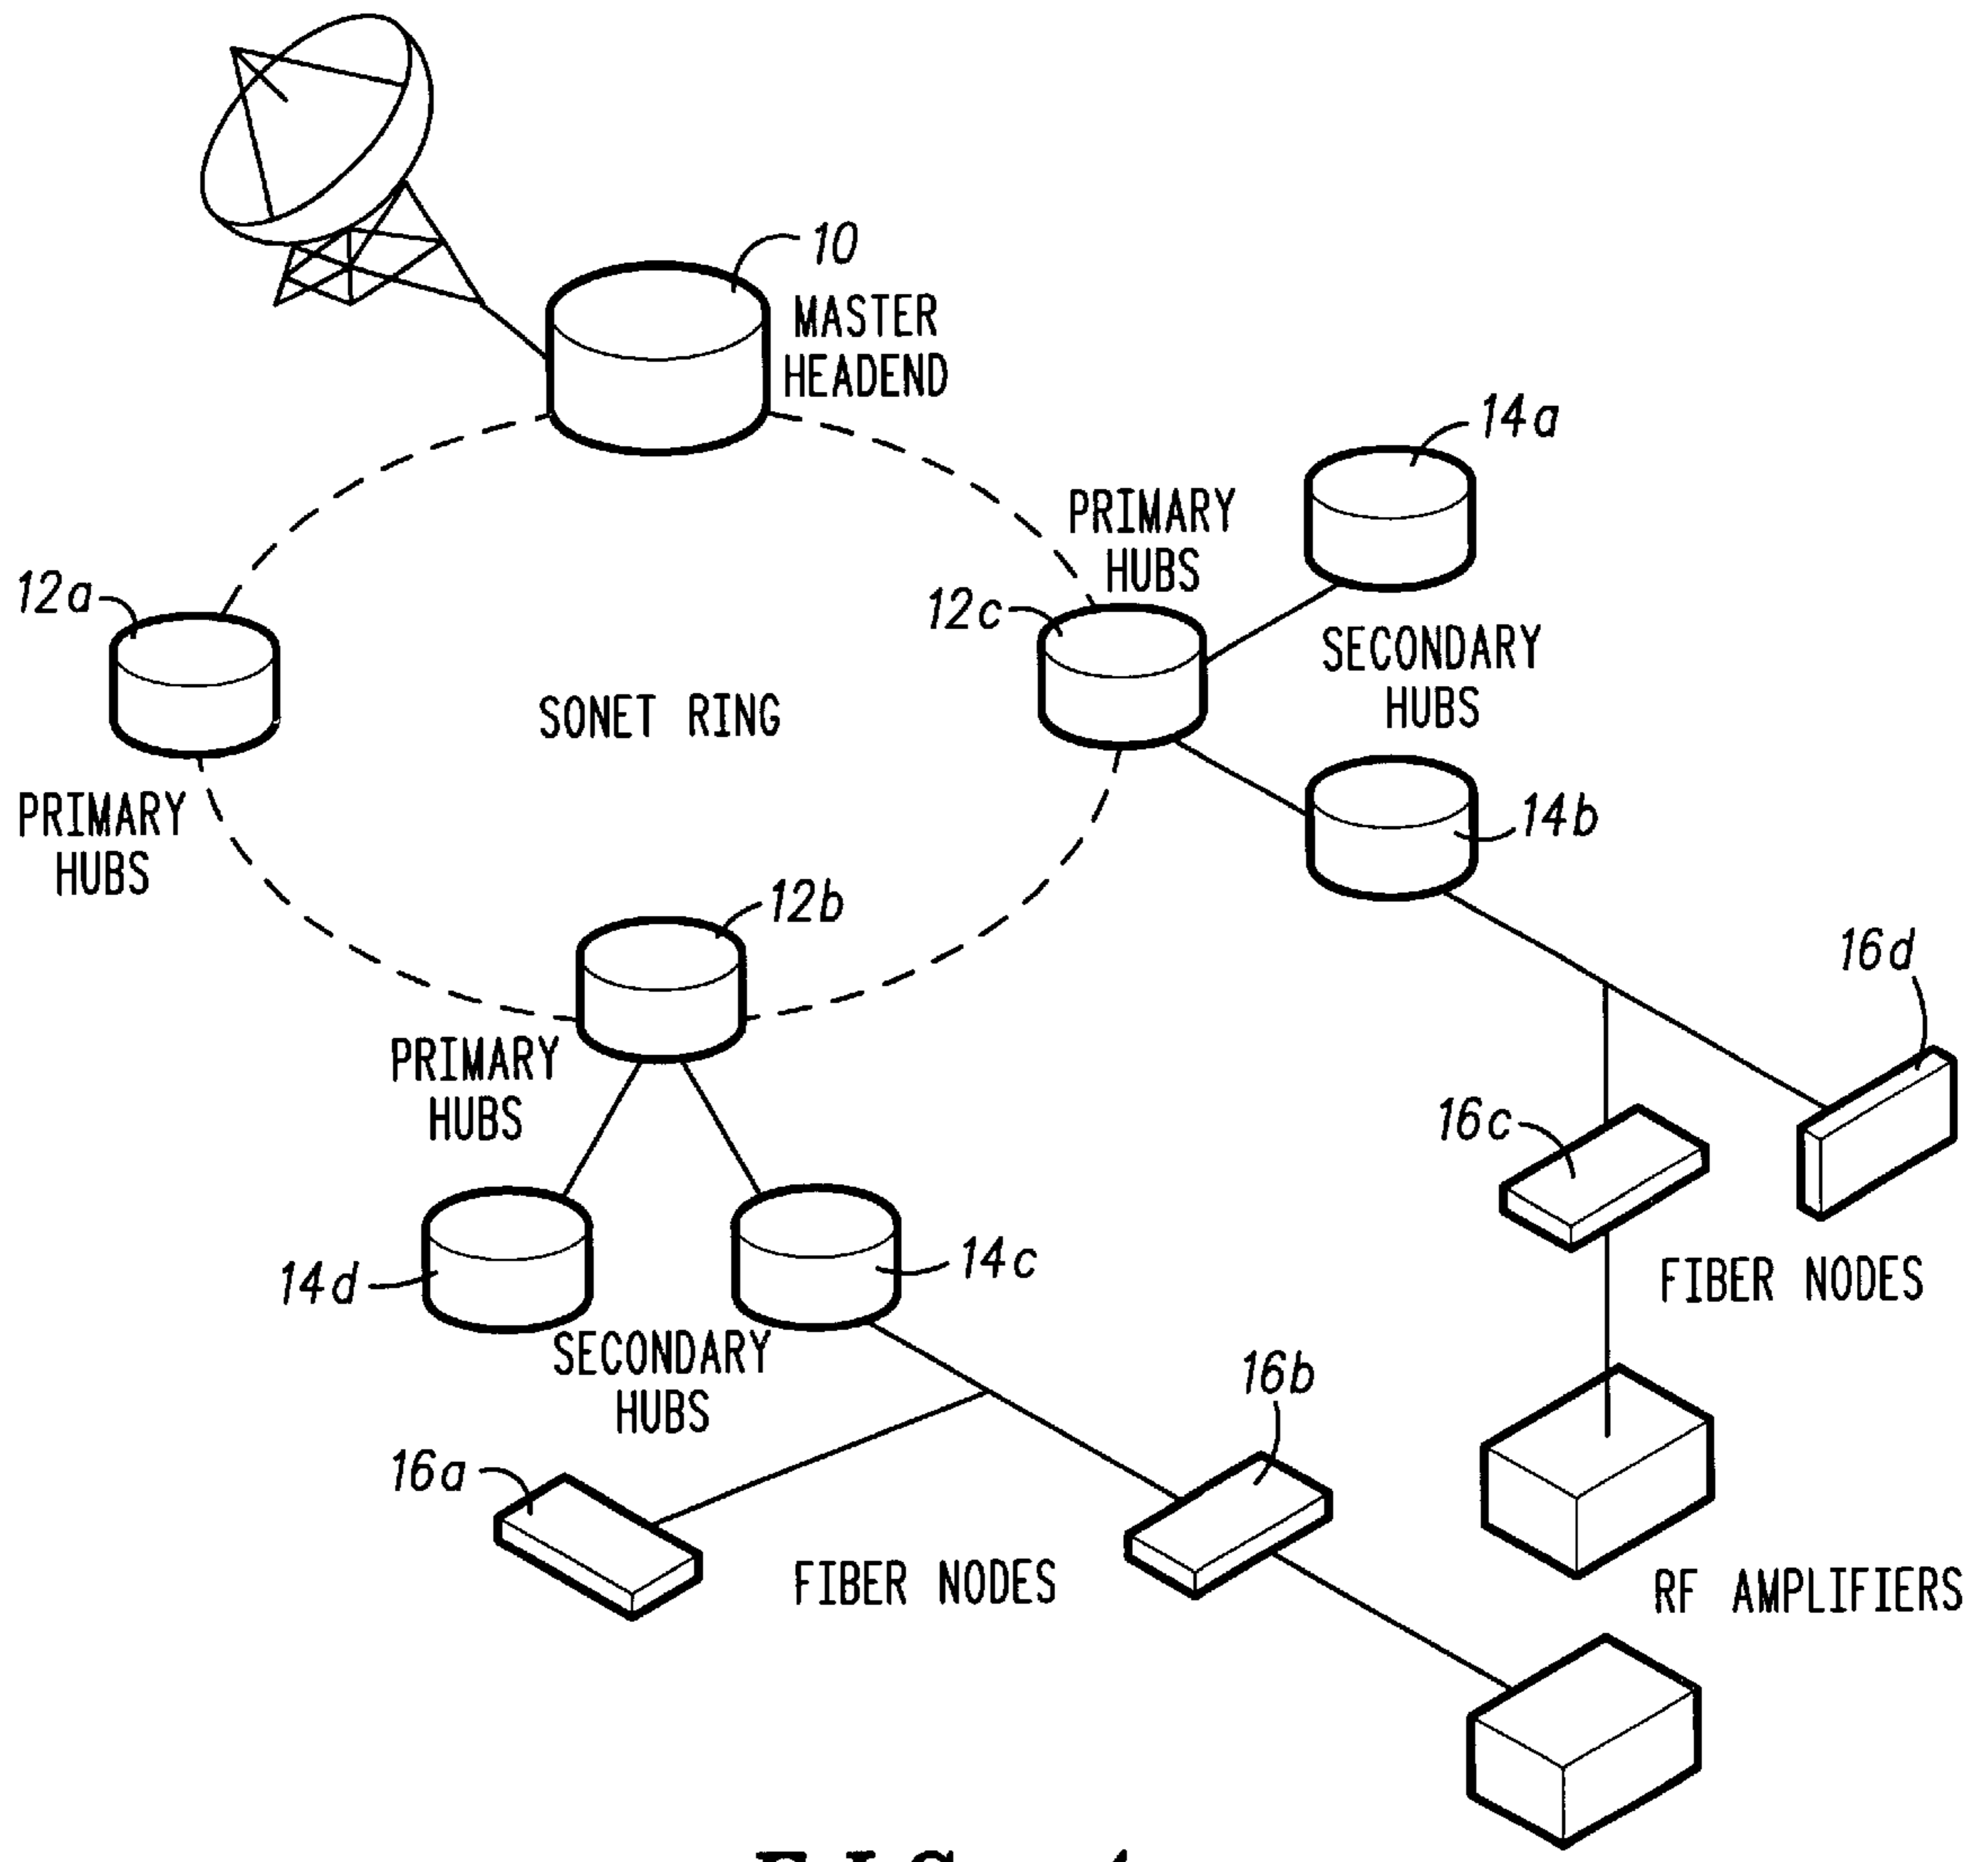 10
MASTER
HEADEND
14a
PRIMARY
HUBS
12a
12c
SECONDARY
HUBS
SONET RING
PRIMARY
HUBS
14b
12b
16d
PRIMARY
HUBS
16c
14d
14c
FIBER NODES
SECONDARY
HUBS
16b
16a
FIBER NODES
RF AMPLIFIERS